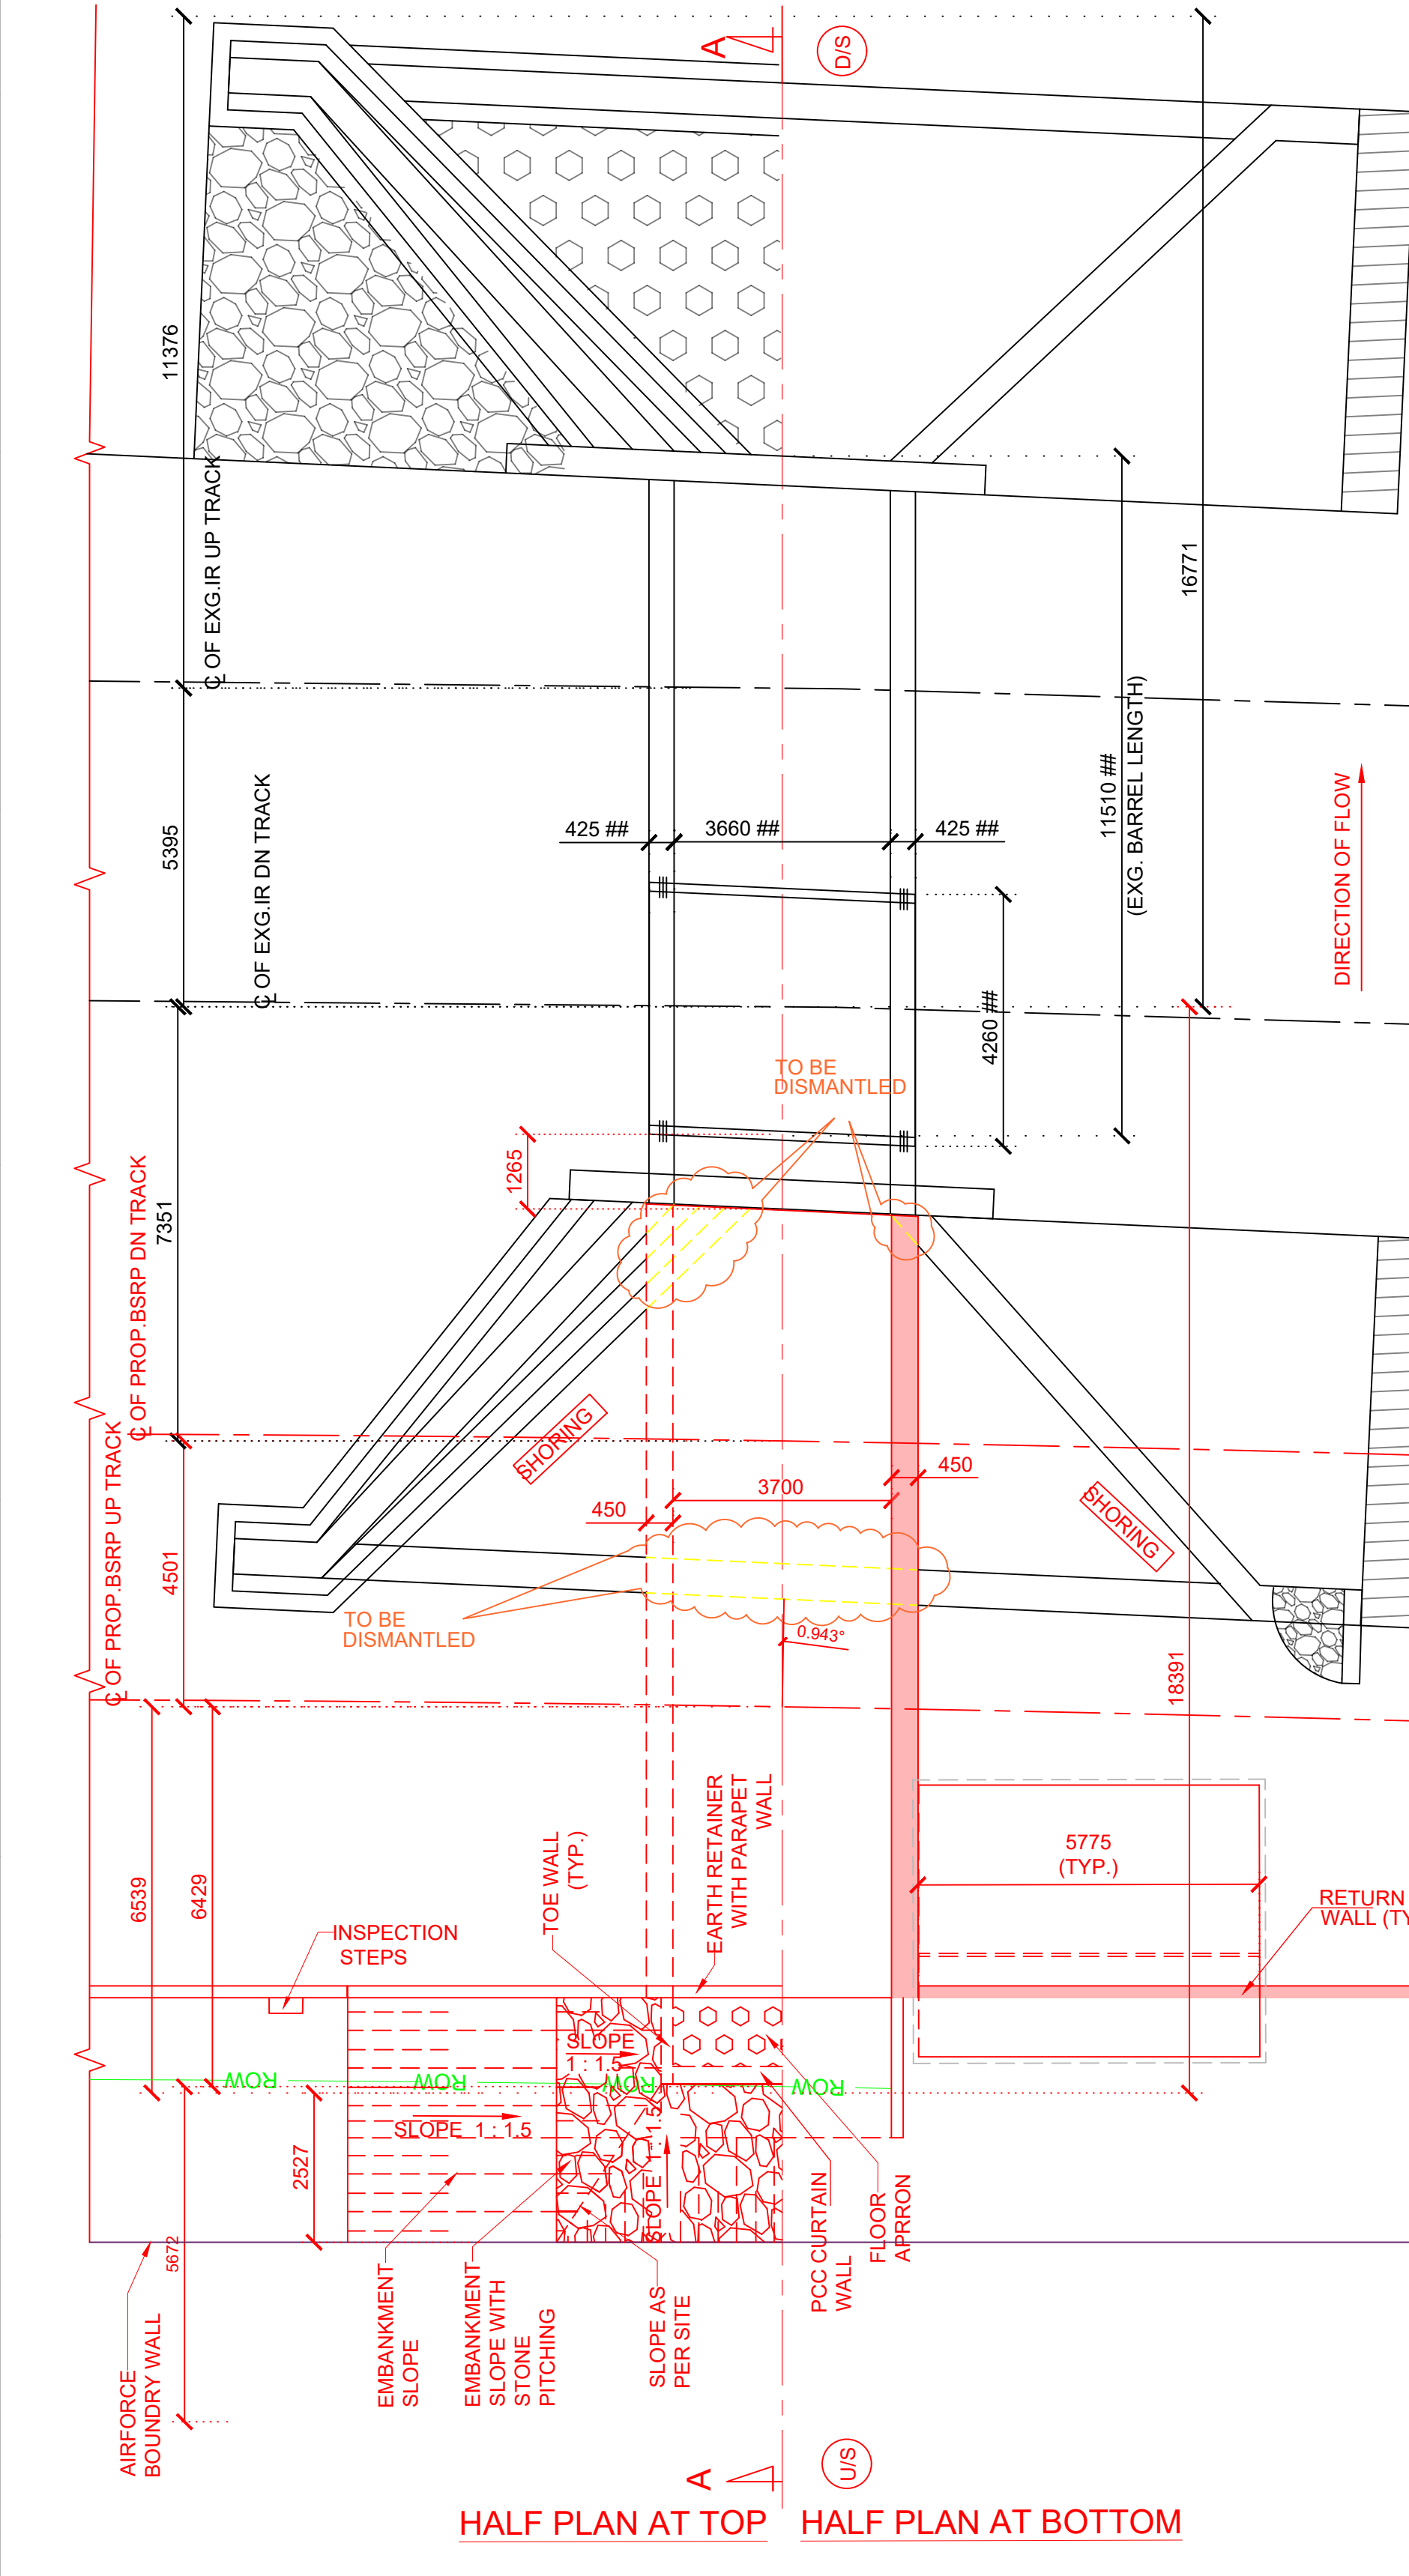 A
D/S
11376
℄ OF EXG.IR UP TRACK
16771
5395
℄ OF EXG.IR DN TRACK
425 ##
3660 ##
425 ##
11510 ##
(EXG. BARREL LENGTH)
DIRECTION OF FLOW
4260 ##
TO BE
DISMANTLED
1265
7351
℄ OF PROP.BSRP DN TRACK
SHORING
450
3700
450
SHORING
℄ OF PROP.BSRP UP TRACK
4501
TO BE
DISMANTLED
0.943°
18391
6539
6429
INSPECTION
STEPS
TOE WALL
(TYP.)
EARTH RETAINER
WITH PARAPET
WALL
5775
(TYP.)
RETURN
WALL (TY
SLOPE
1 : 1.5
ROW
ROW
ROW
ROW
SLOPE 1 : 1.5
SLOPE 1 : 1.5
2527
5672
AIRFORCE
BOUNDRY WALL
EMBANKMENT
SLOPE
EMBANKMENT
SLOPE WITH
STONE
PITCHING
SLOPE AS
PER SITE
PCC CURTAIN
WALL
FLOOR
APRRON
A
U/S
HALF PLAN AT TOP
HALF PLAN AT BOTTOM